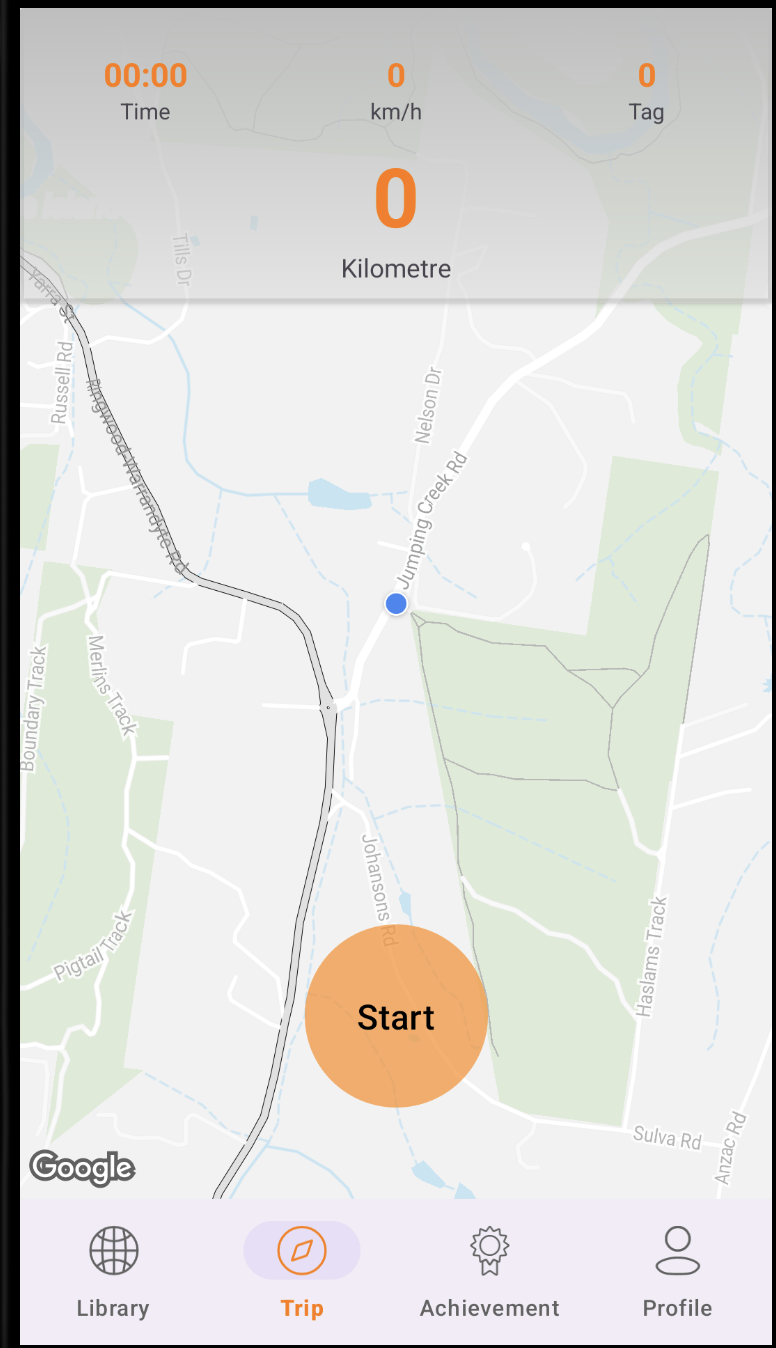 00:00
Time
0
km/h
0
Tag
0
Kilometre
Tills Dr
Yarra St
Russell Rd
Ringwood-Warrandyte Rd
Nelson Dr
Jumping Creek Rd
Merlins Track
Boundary Track
Johansons Rd
Pigtail Track
Haslams Track
Start
Sulva Rd
Anzac Rd
Google
Library
Trip
Achievement
Profile